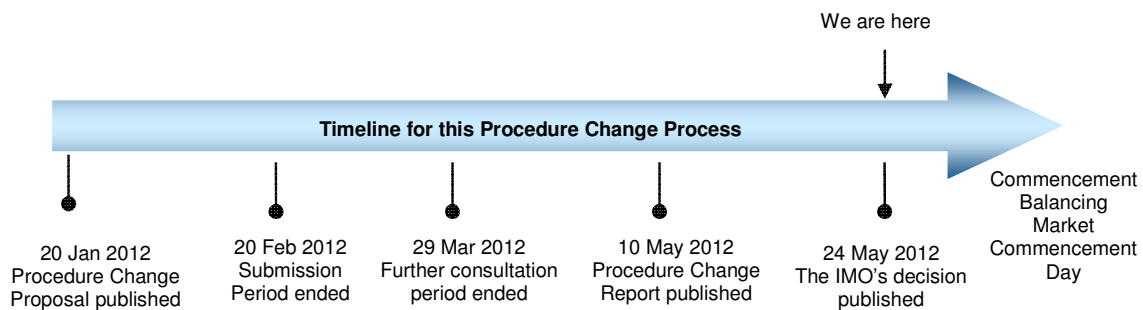 We are here
Timeline for this Procedure Change Process
20 Jan 2012
Procedure Change
Proposal published
20 Feb 2012
Submission
Period ended
29 Mar 2012
Further consultation
period ended
10 May 2012
Procedure Change
Report published
24 May 2012
The IMO's decision
published
Commencement
Balancing
Market
Commencement
Day